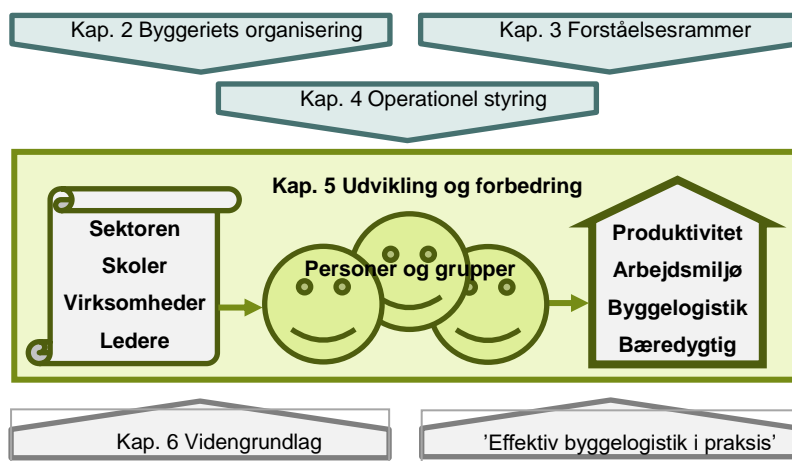 Kap. 2 Byggeriets organisering
Kap. 3 Forståelsesrammer
Kap. 4 Operationel styring
Kap. 5 Udvikling og forbedring
Sektoren
Skoler
Virksomheder
Ledere
Personer og grupper
Produktivitet
Arbejdsmiljø
Byggelogistik
Bæredygtig
Kap. 6 Videngrundlag
’Effektiv byggelogistik i praksis’